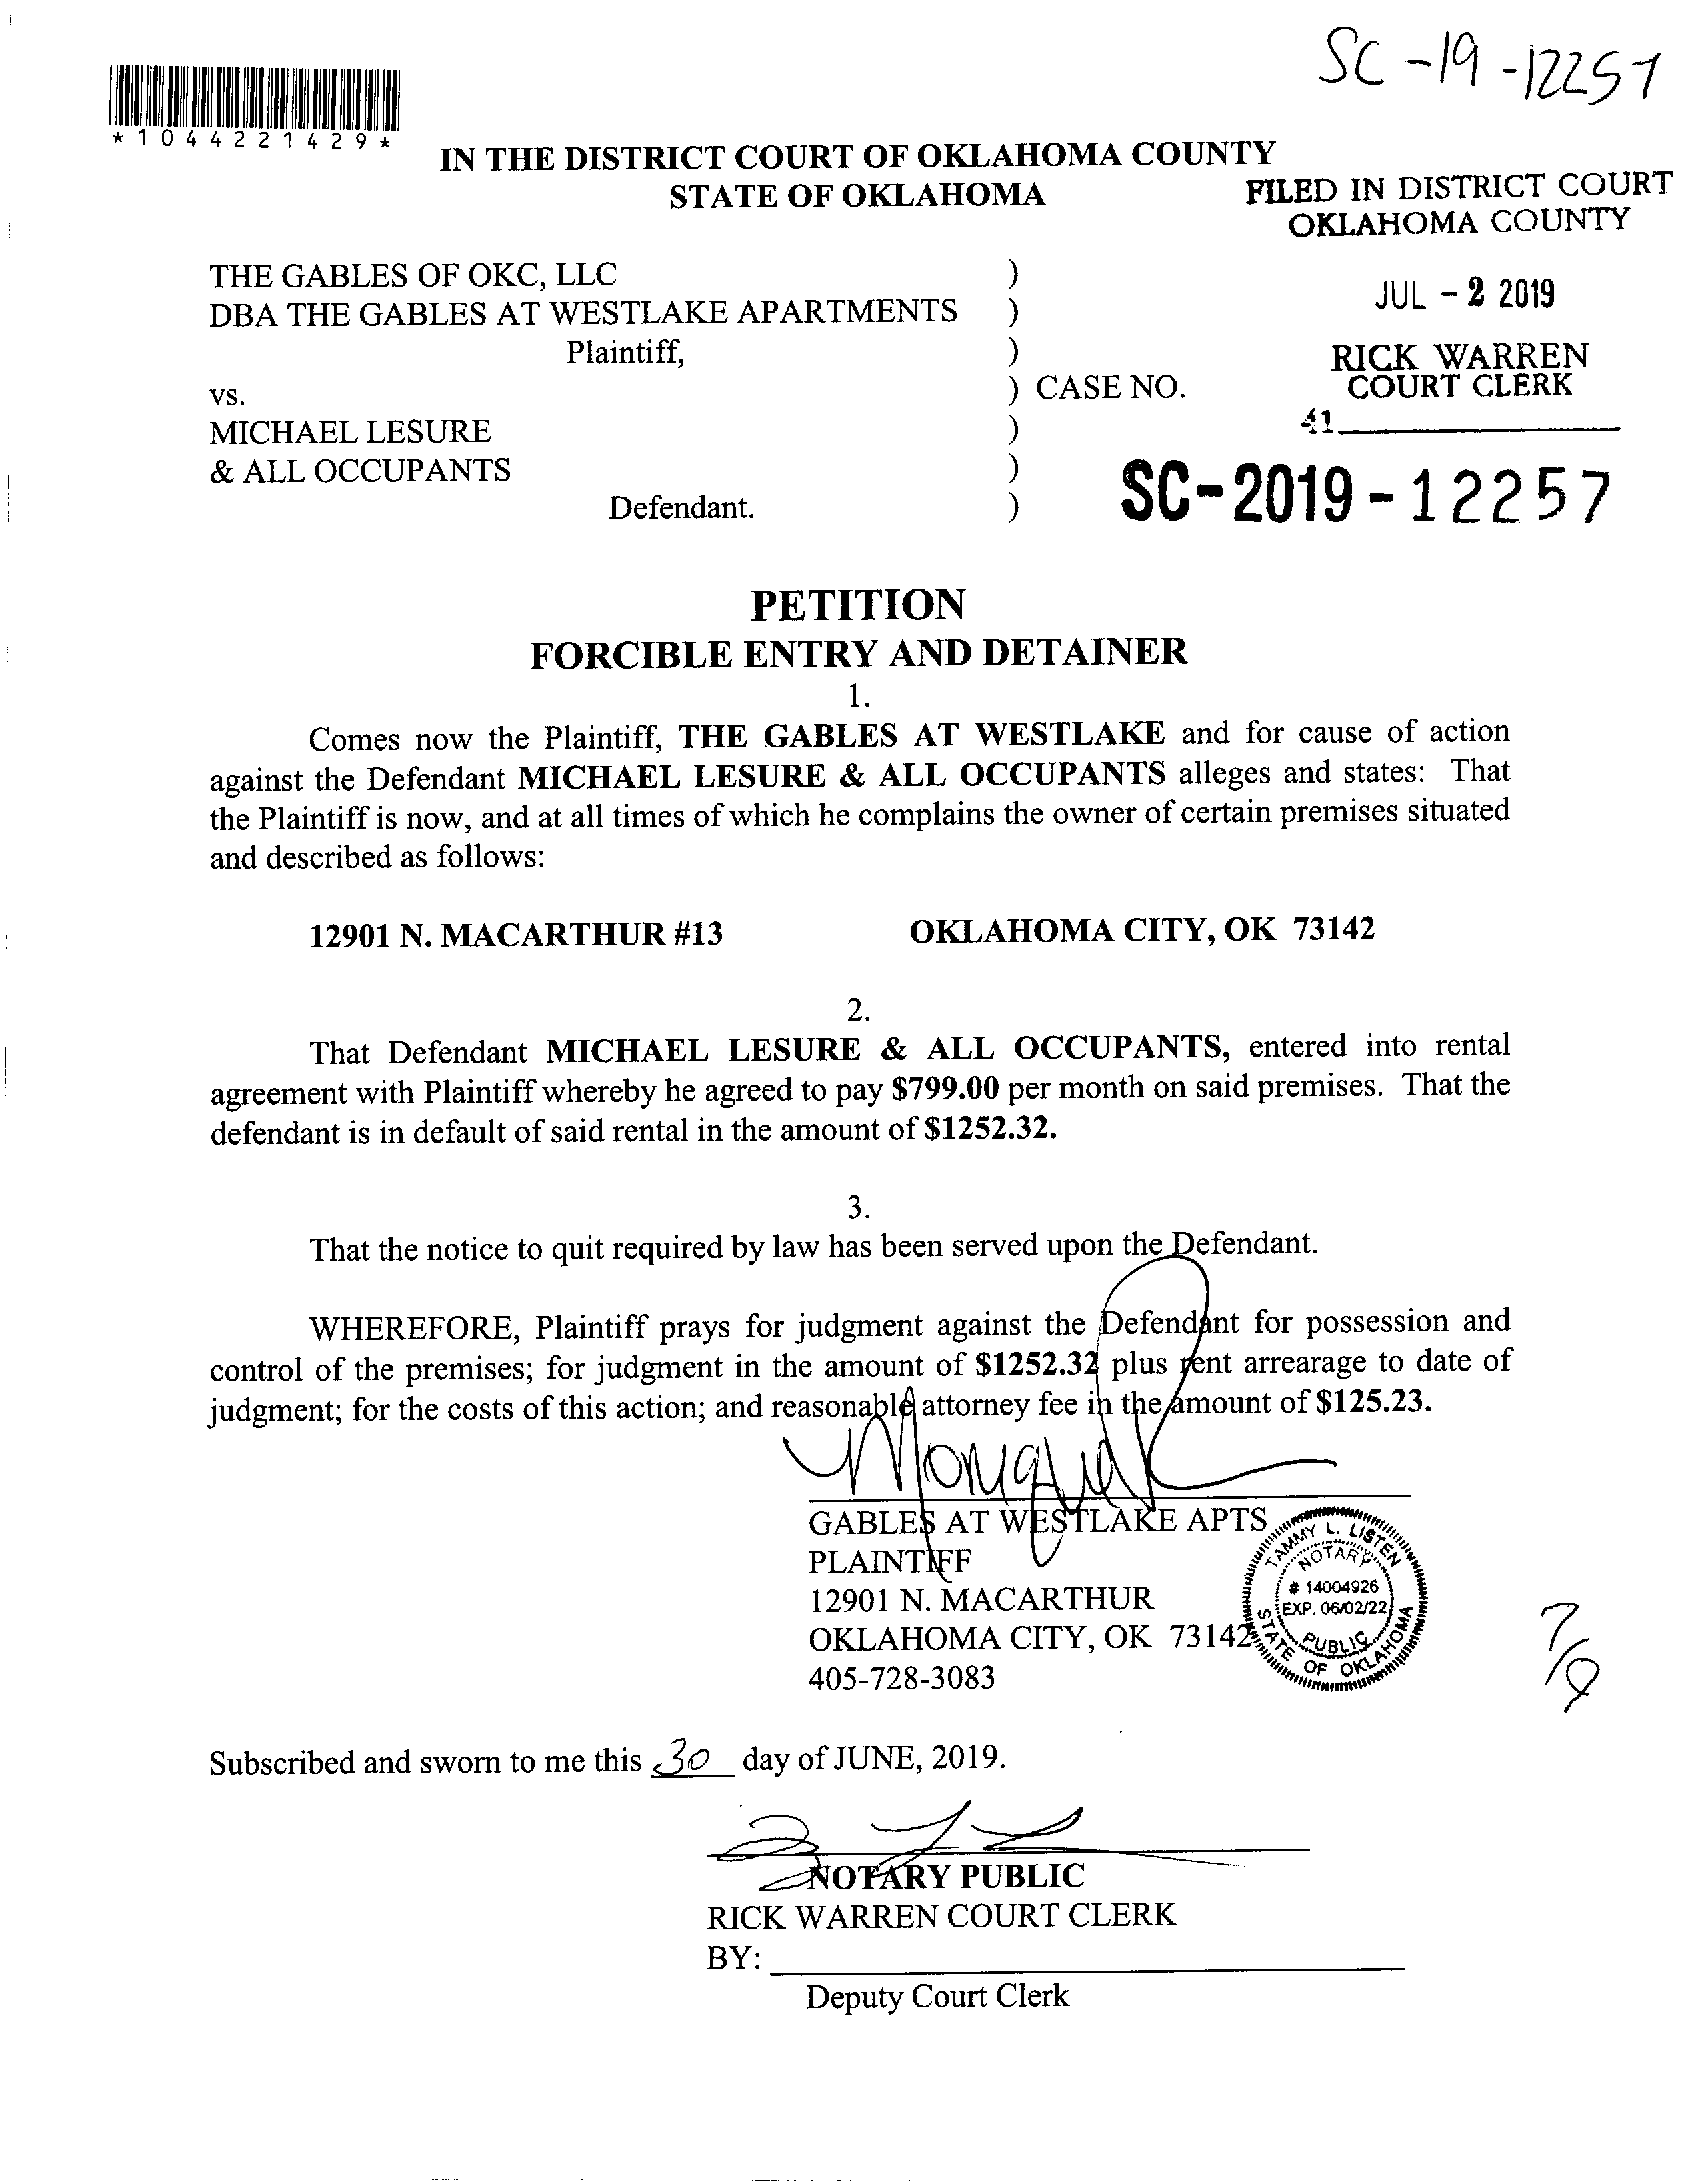 SC-19-12257
*1044221429*
IN THE DISTRICT COURT OF OKLAHOMA COUNTY
STATE OF OKLAHOMA
FILED IN DISTRICT COURT
OKLAHOMA COUNTY
JUL - 2 2019
RICK WARREN
COURT CLERK
41
THE GABLES OF OKC, LLC )
DBA THE GABLES AT WESTLAKE APARTMENTS )
Plaintiff, )
vs. ) CASE NO.
MICHAEL LESURE )
& ALL OCCUPANTS )
Defendant. )
SC-2019-12257
PETITION
FORCIBLE ENTRY AND DETAINER
1.
Comes now the Plaintiff, THE GABLES AT WESTLAKE and for cause of action
against the Defendant MICHAEL LESURE & ALL OCCUPANTS alleges and states: That
the Plaintiff is now, and at all times of which he complains the owner of certain premises situated
and described as follows:
12901 N. MACARTHUR #13 OKLAHOMA CITY, OK 73142
2.
That Defendant MICHAEL LESURE & ALL OCCUPANTS, entered into rental
agreement with Plaintiff whereby he agreed to pay $799.00 per month on said premises. That the
defendant is in default of said rental in the amount of $1252.32.
3.
That the notice to quit required by law has been served upon the Defendant.
WHEREFORE, Plaintiff prays for judgment against the Defendant for possession and
control of the premises; for judgment in the amount of $1252.32 plus rent arrearage to date of
judgment; for the costs of this action; and reasonable attorney fee in the amount of $125.23.
GABLES AT WESTLAKE APTS
PLAINTIFF
12901 N. MACARTHUR
OKLAHOMA CITY, OK 73142
405-728-3083
TAMMY L. LISTEN
NOTARY
# 14004926
EXP. 06/02/22
PUBLIC
STATE OF OKLAHOMA
Subscribed and sworn to me this 30 day of JUNE, 2019.
NOTARY PUBLIC
RICK WARREN COURT CLERK
BY:
Deputy Court Clerk